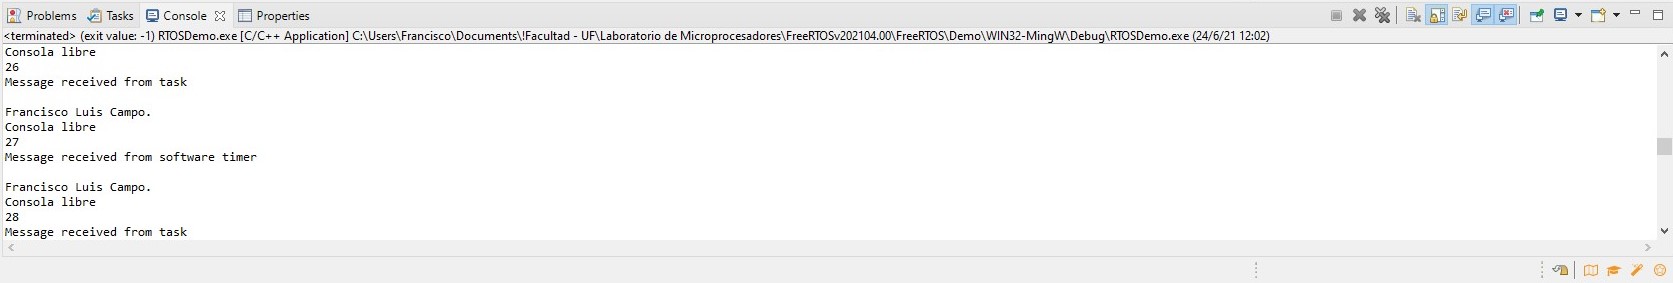 Problems Tasks Console Properties
<terminated> (exit value: -1) RTOSDemo.exe [C/C++ Application] C:\Users\Francisco\Documents\!Facultad - UF\Laboratorio de Microprocesadores\FreeRTOSv202104.00\FreeRTOS\Demo\WIN32-MingW\Debug\RTOSDemo.exe (24/6/21 12:02)
Consola libre
26
Message received from task
Francisco Luis Campo.
Consola libre
27
Message received from software timer
Francisco Luis Campo.
Consola libre
28
Message received from task